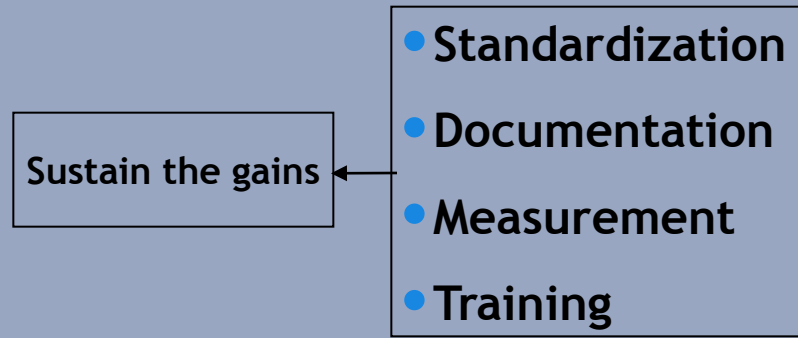 Sustain the gains
• Standardization
• Documentation
• Measurement
• Training